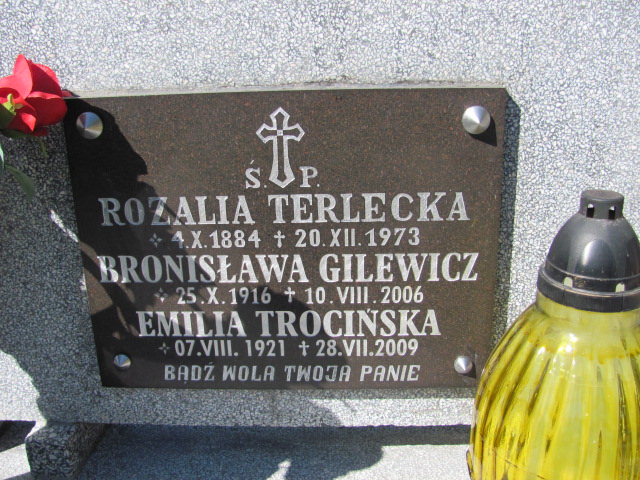 Ś. P.
ROZALIA TERLECKA
4.X.1884 ✝ 20.XII.1973
BRONISŁAWA GILEWICZ
25.X.1916 ✝ 10.VIII.2006
EMILIA TROCIŃSKA
07.VIII.1921 ✝ 28.VII.2009
BĄDŹ WOLA TWOJA PANIE